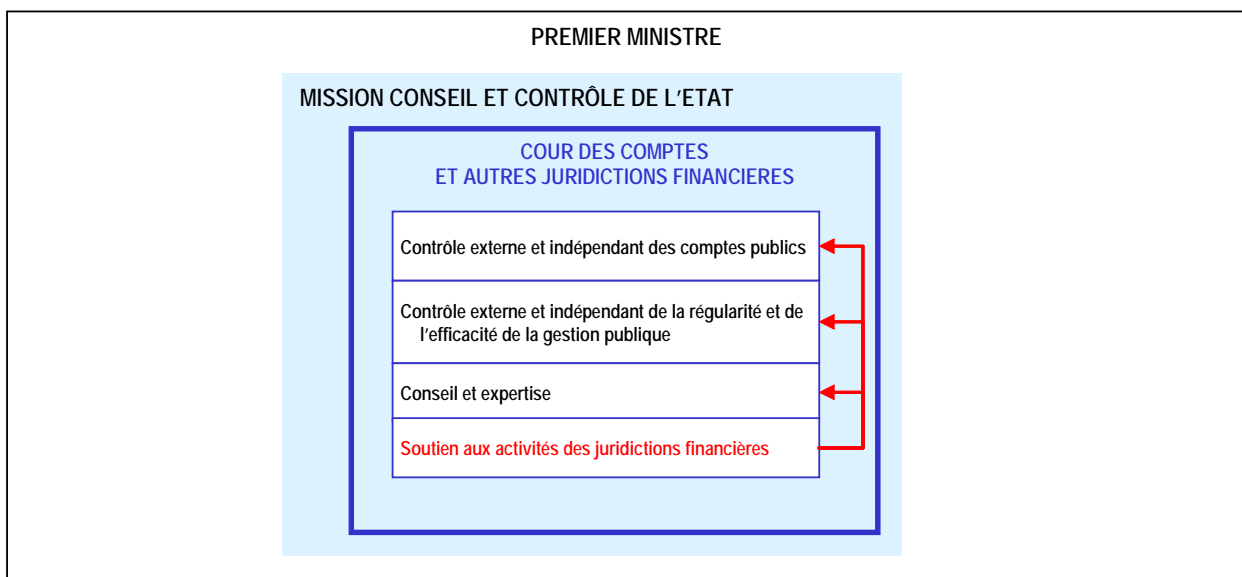 PREMIER MINISTRE
MISSION CONSEIL ET CONTRÔLE DE L'ETAT
COUR DES COMPTES
ET AUTRES JURIDICTIONS FINANCIERES
Contrôle externe et indépendant des comptes publics
Contrôle externe et indépendant de la régularité et de
l'efficacité de la gestion publique
Conseil et expertise
Soutien aux activités des juridictions financières